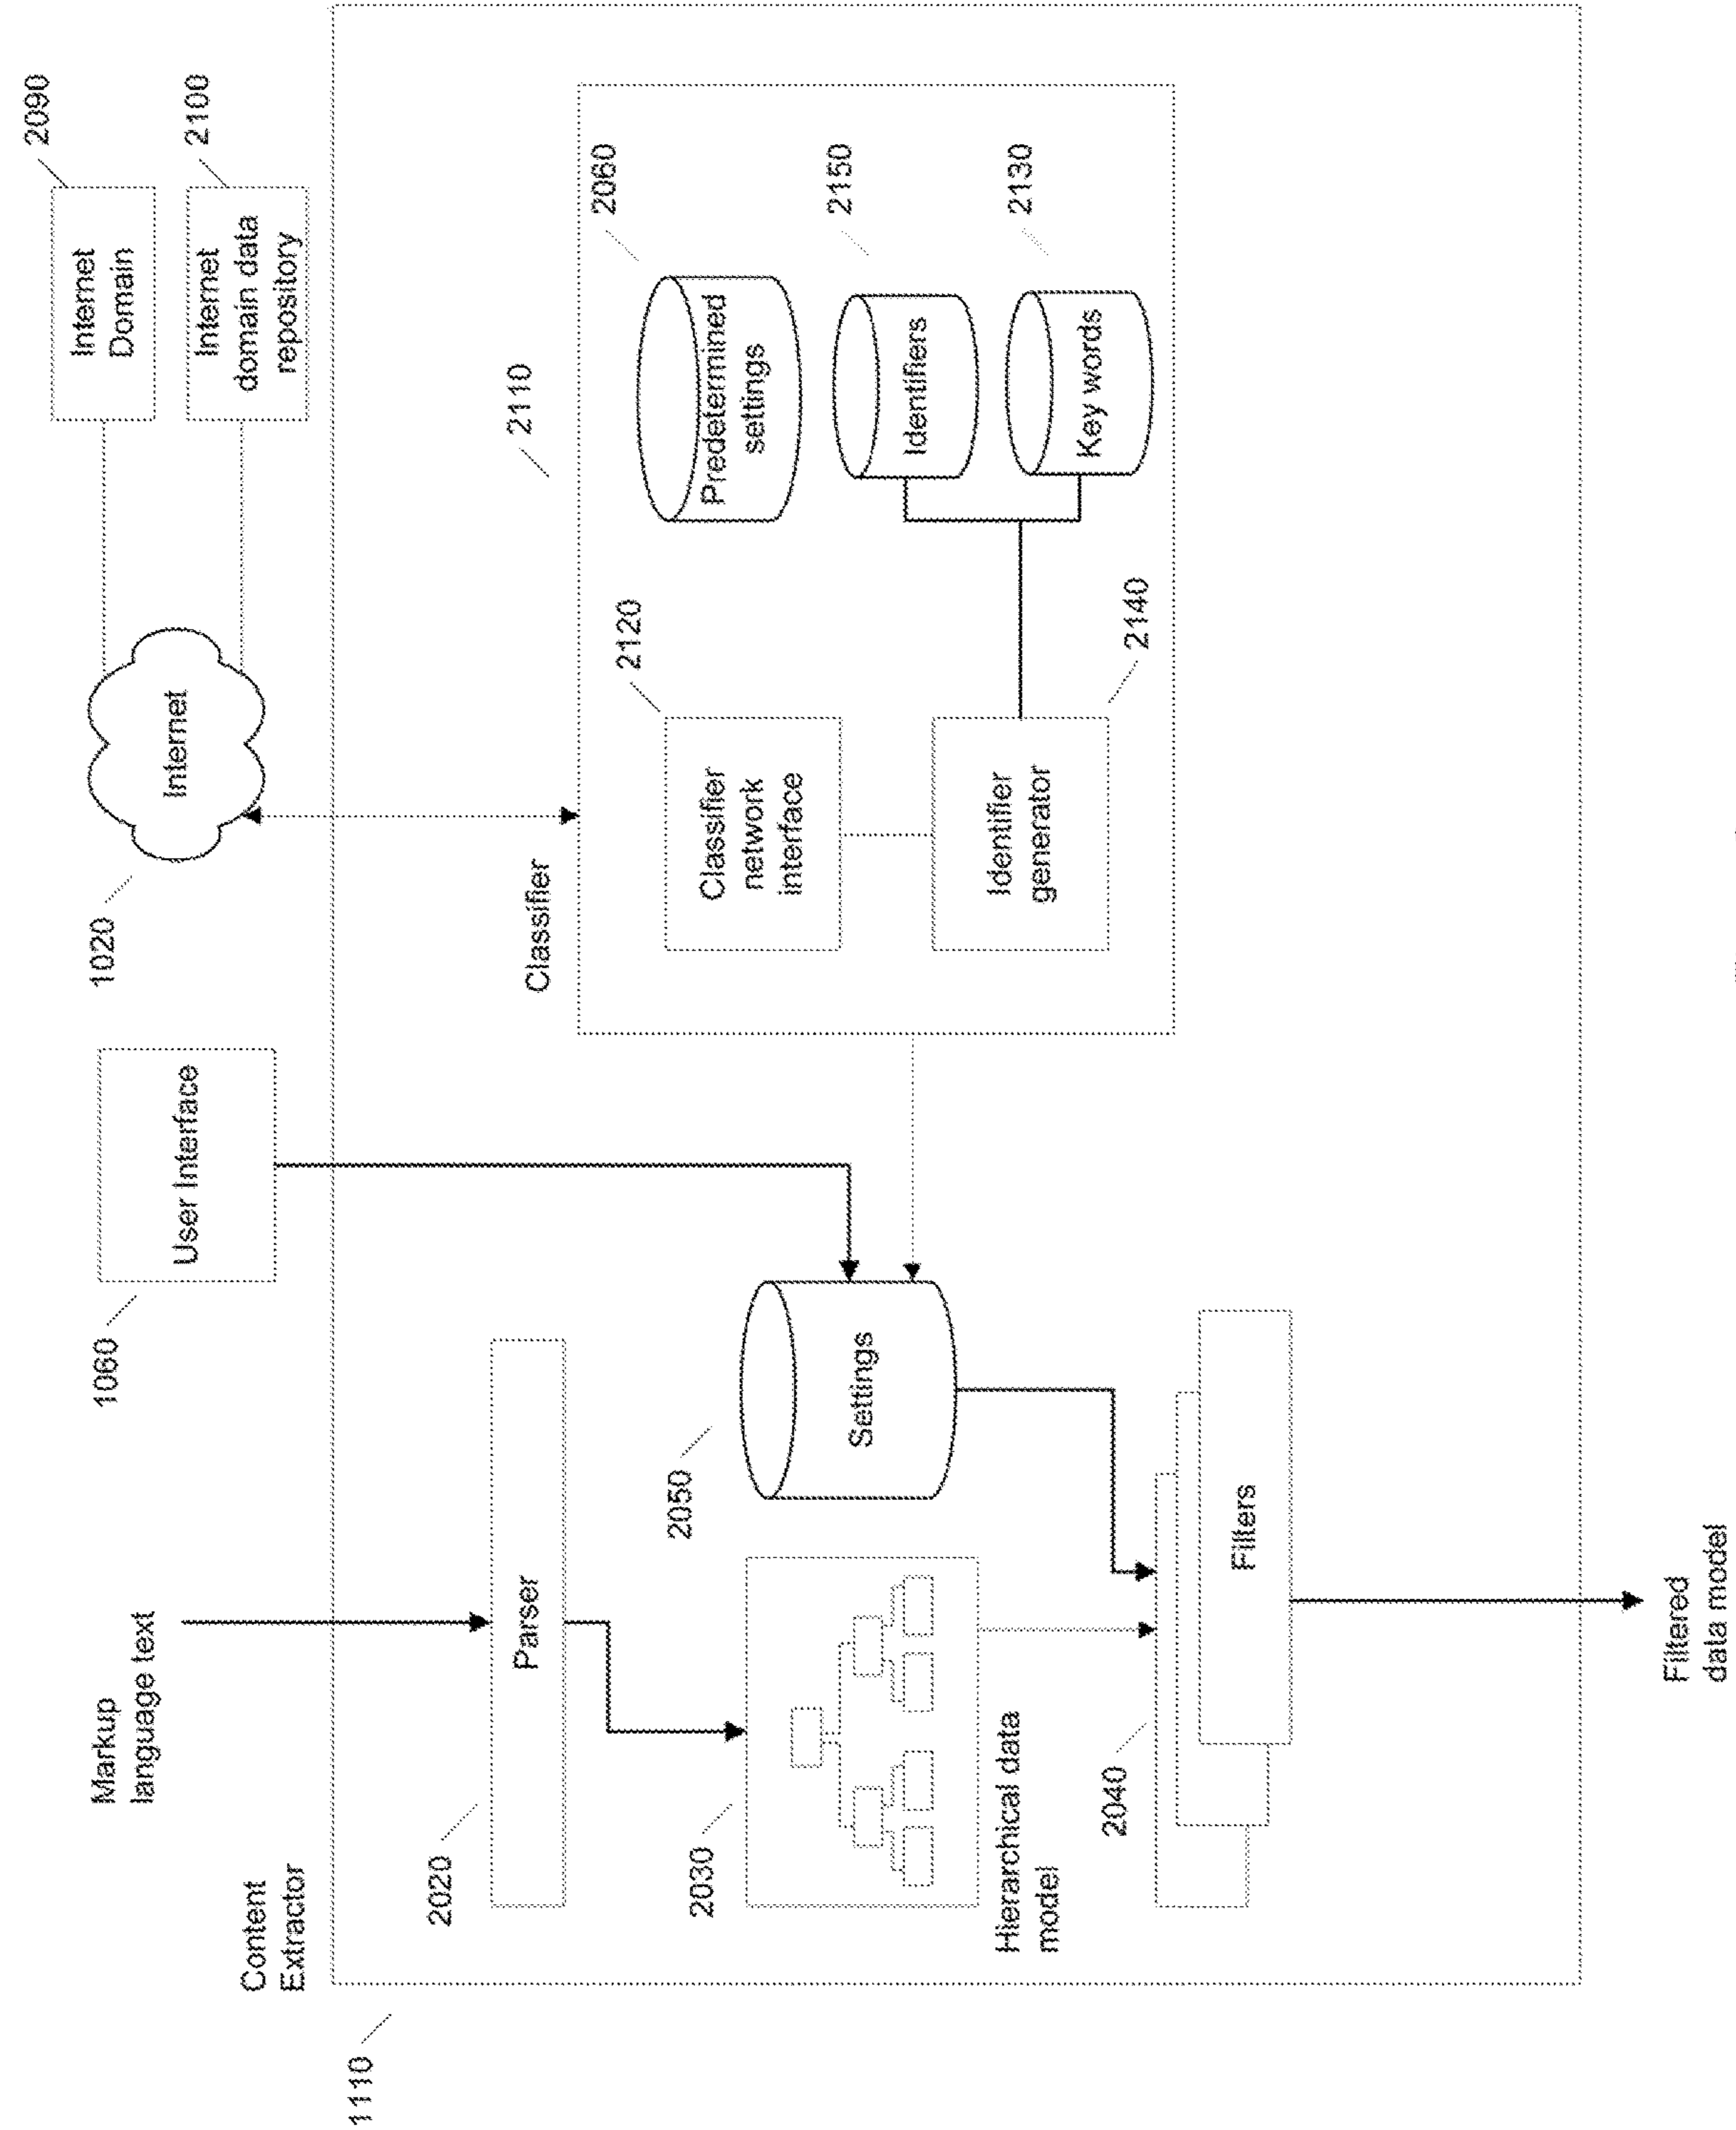 Markup
language text
1060
User Interface
1020
Internet
Internet
Domain
2090
Internet
domain data
repository
2100
Content
Extractor
1110
2020
Parser
2030
Hierarchical data
model
2050
Settings
2040
Filters
Filtered
data model
Classifier
2110
2120
Classifier
network
interface
Identifier
generator
2140
2060
Predetermined
settings
2150
Identifiers
2130
Key words